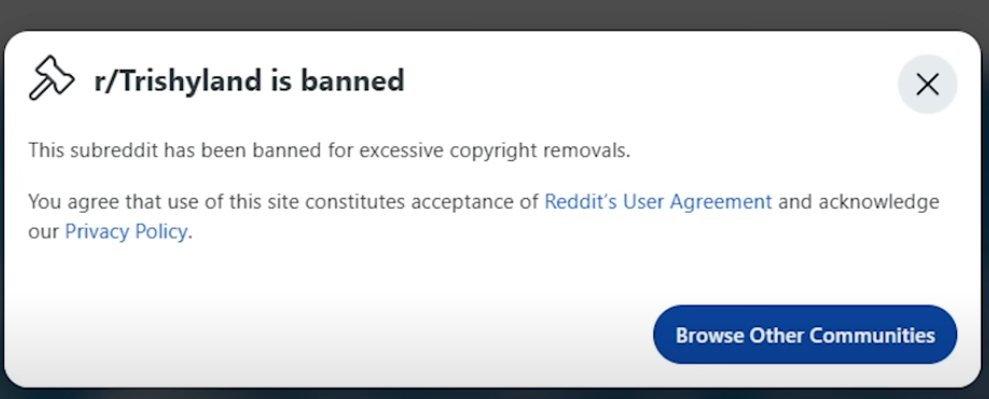 r/Trishyland is banned
This subreddit has been banned for excessive copyright removals.
You agree that use of this site constitutes acceptance of Reddit's User Agreement and acknowledge
our Privacy Policy.
Browse Other Communities